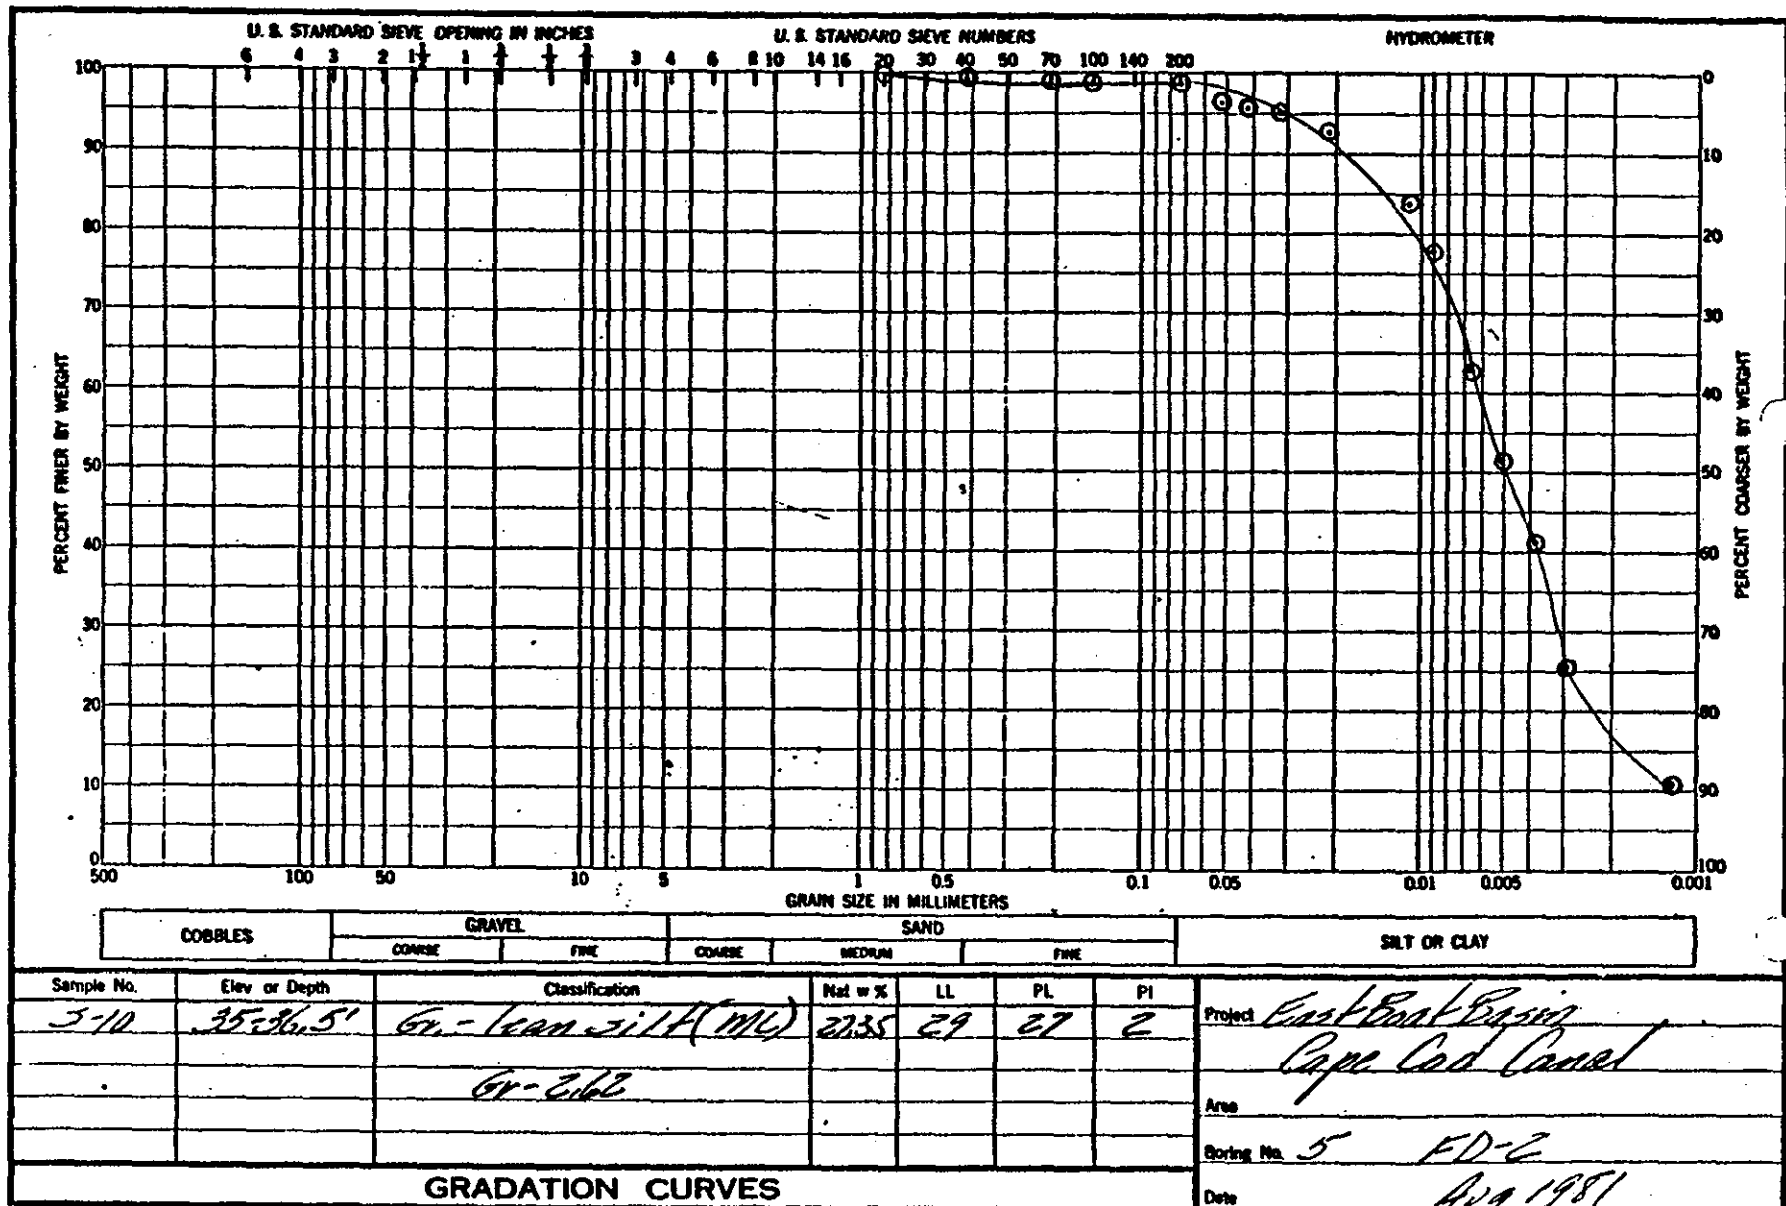 U. S. STANDARD SIEVE OPENING IN INCHES U. S. STANDARD SIEVE NUMBERS HYDROMETER
6 4 3 2 1½ 1 3 4 6 8 10 14 16 20 30 40 50 70 100 140 200
100 0
90 10
80 20
70 30
60 40
50 50
40 60
30 70
20 80
10 90
0 100
PERCENT FINER BY WEIGHT
PERCENT COARSER BY WEIGHT
500 100 50 10 5 1 0.5 0.1 0.05 0.01 0.005 0.001
GRAIN SIZE IN MILLIMETERS
COBBLES GRAVEL SAND SILT OR CLAY
COARSE FINE COARSE MEDIUM FINE
Sample No. Elev or Depth Classification Nat w % LL PL PI
S-10 35-36.5' Gr.- lean silt (ML) 27.35 29 27 2
Gr- 2.62
Project East Boat Basin
Cape Cod Canal
Area
Boring No. 5 FD-2
Date Aug 1981
GRADATION CURVES